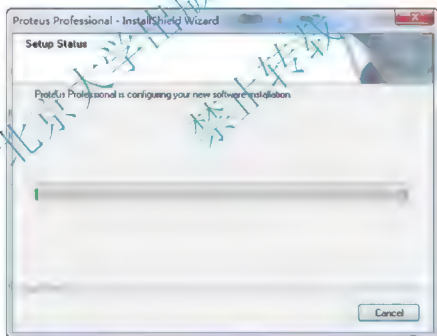 Proteus Professional - InstallShield Wizard
Setup Status
Proteus Professional is configuring your new software installation.
Cancel
北京大学出版
禁止转载